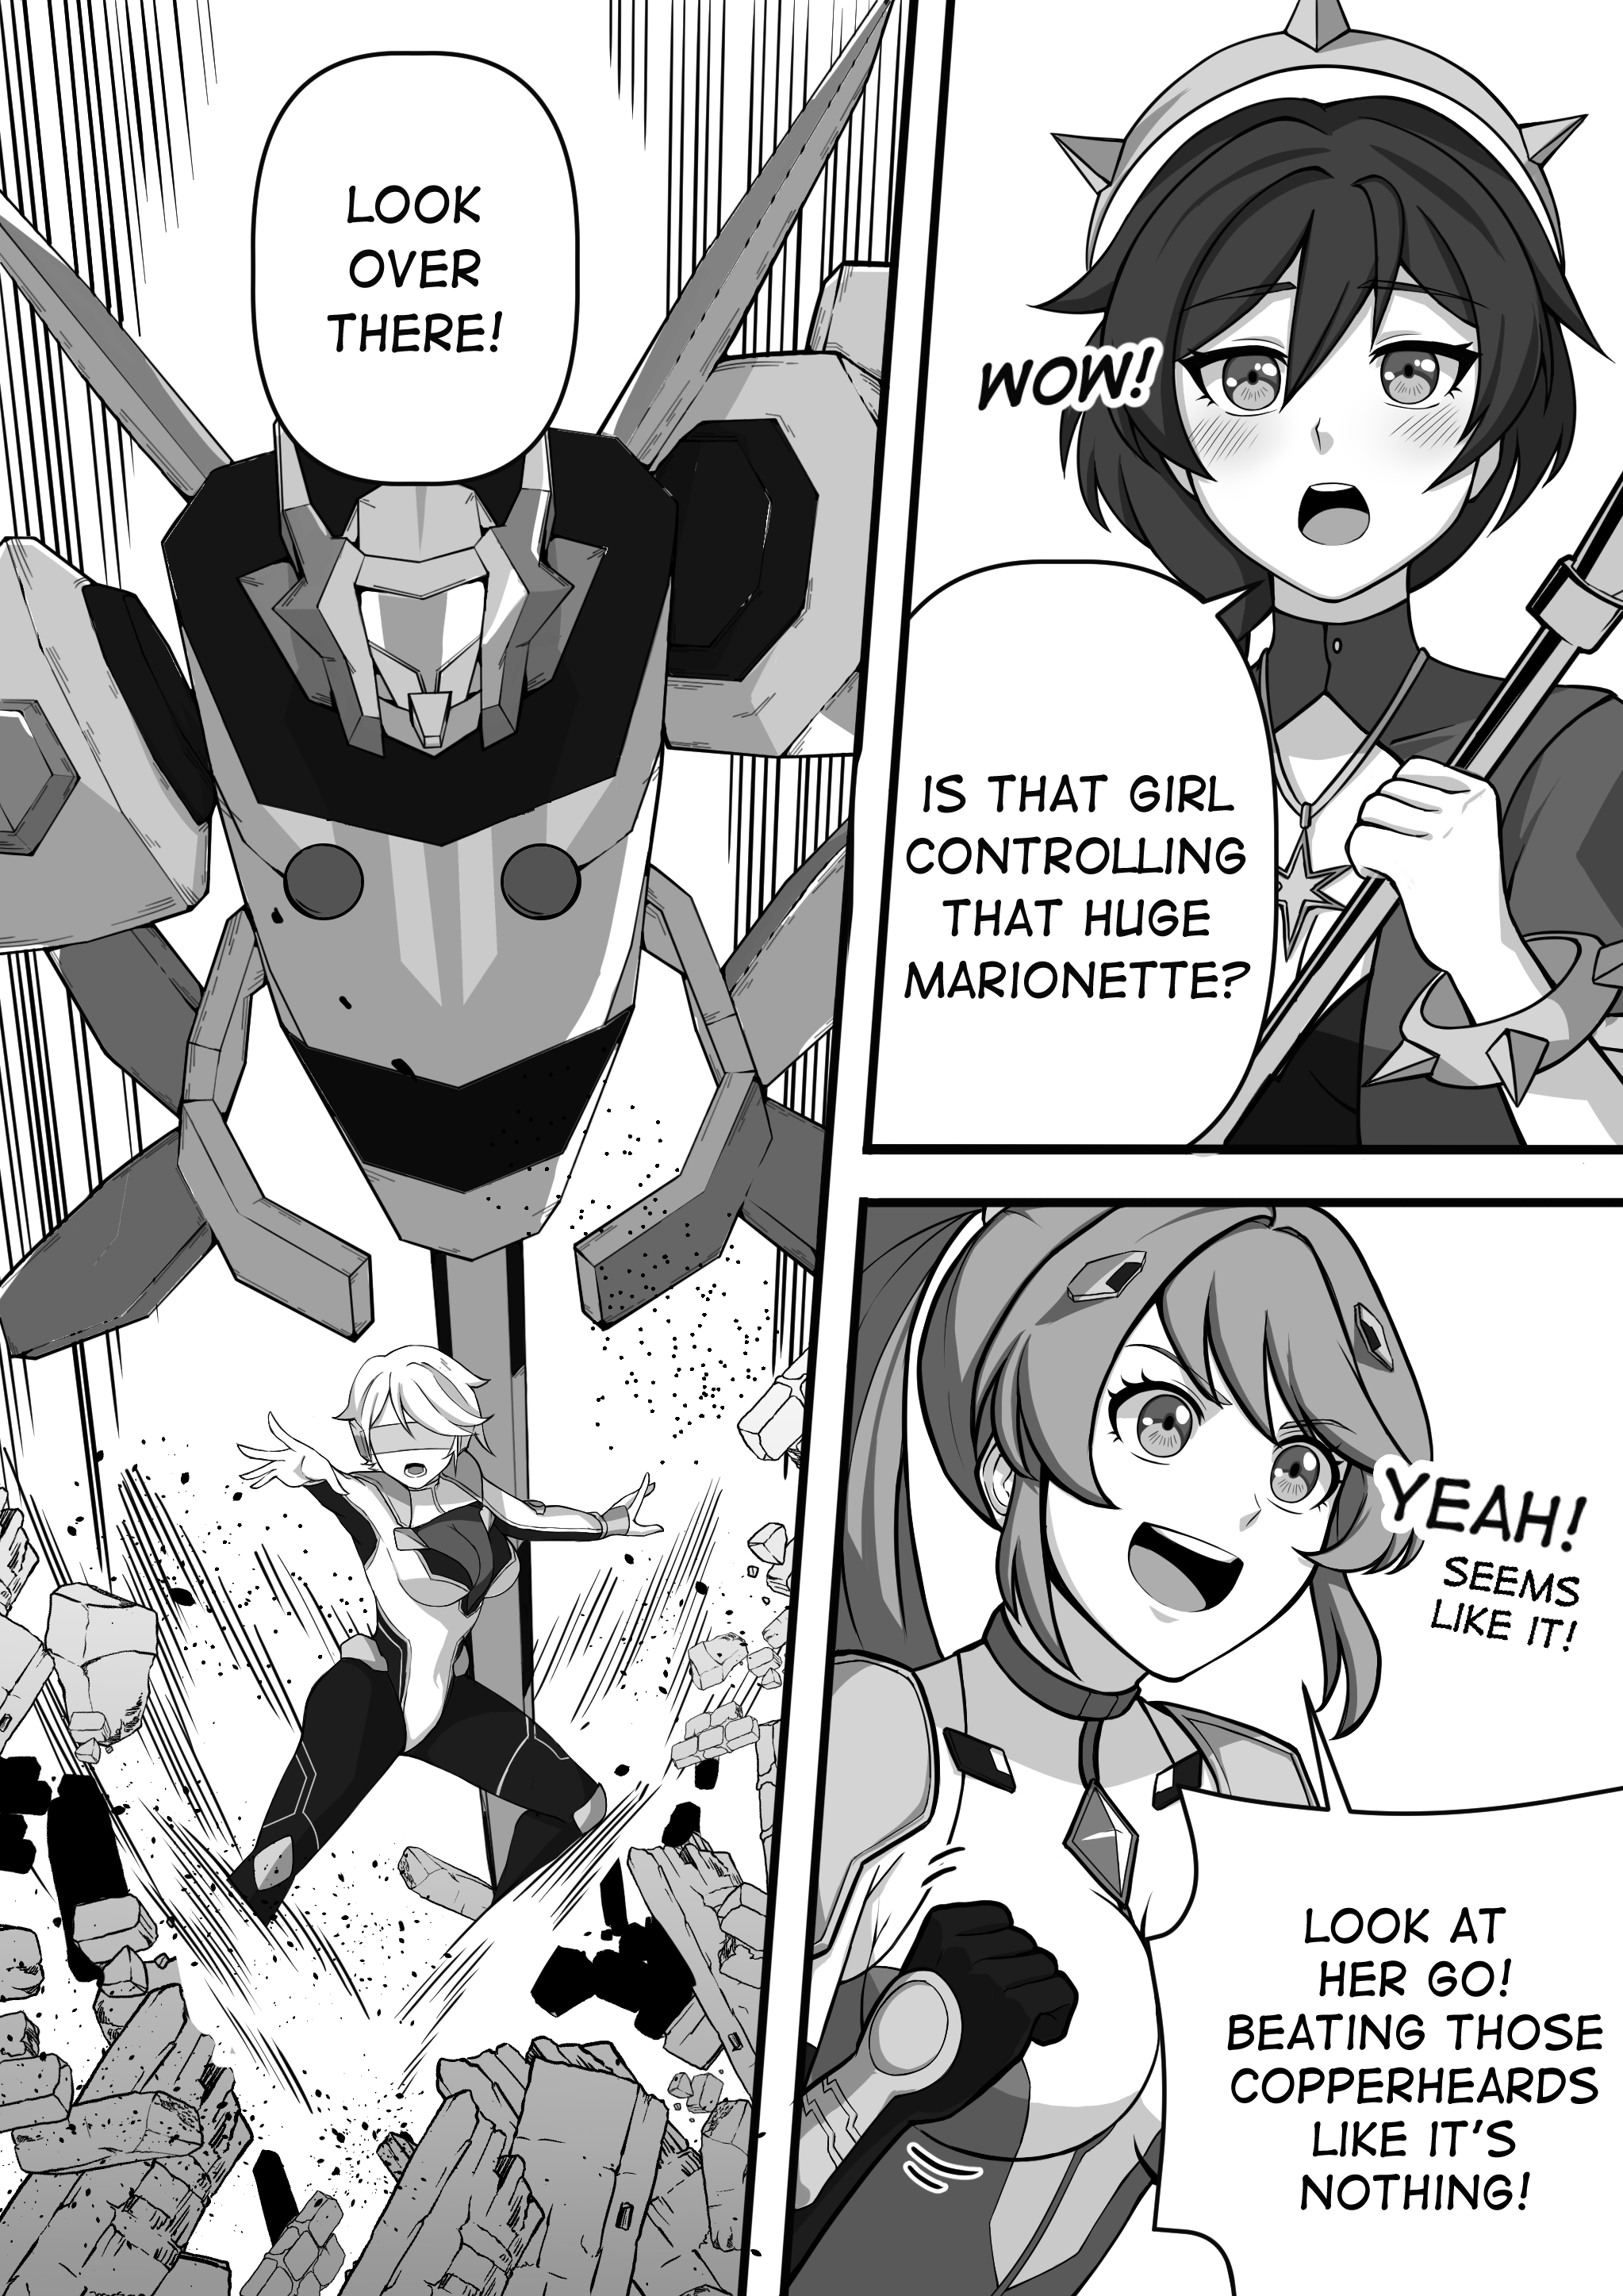 LOOK
OVER
THERE!
WOW!
IS THAT GIRL
CONTROLLING
THAT HUGE
MARIONETTE?
YEAH!
SEEMS
LIKE IT!
LOOK AT
HER GO!
BEATING THOSE
COPPERHEARDS
LIKE IT'S
NOTHING!